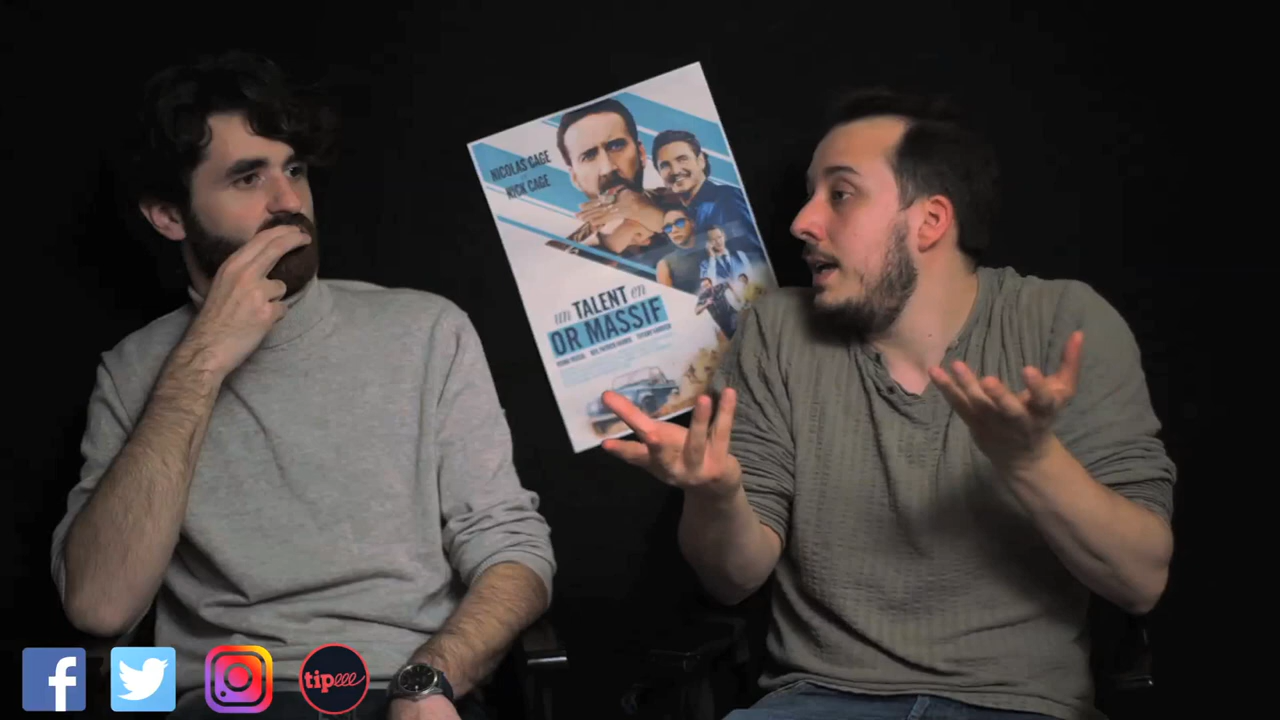 NICOLAS CAGE
NICK CAGE
un TALENT en
OR MASSIF
tipeee